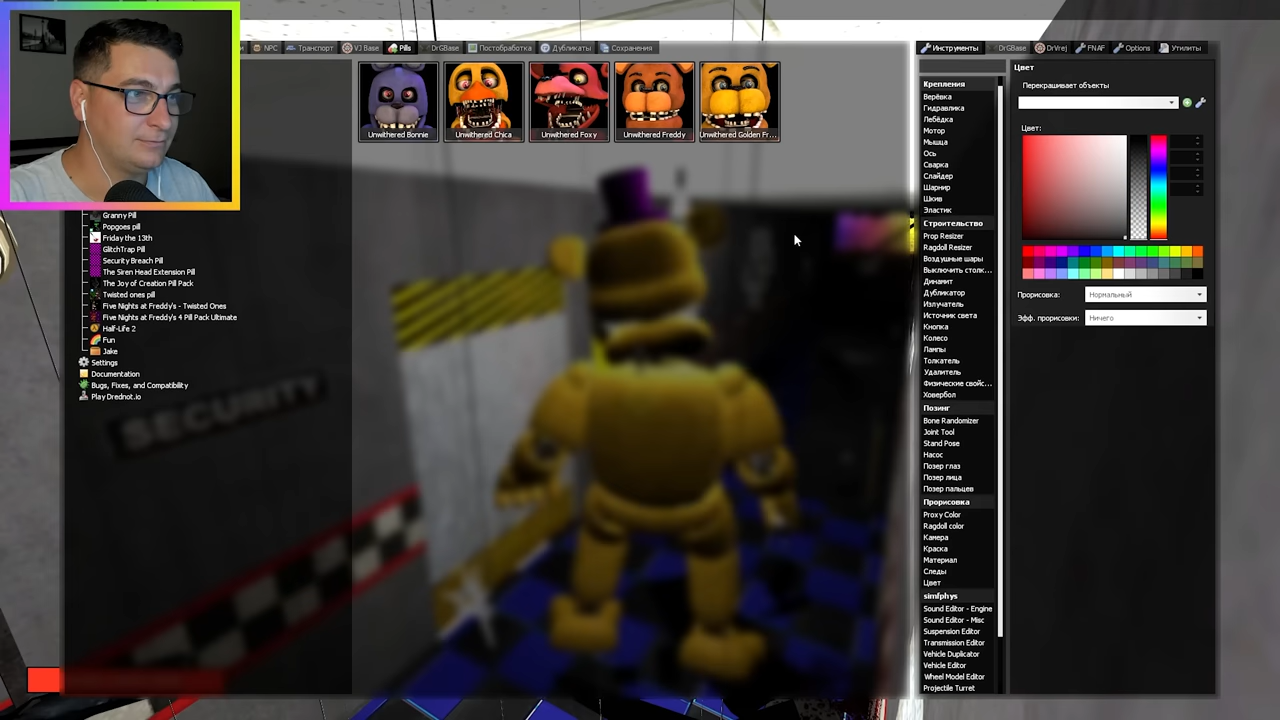 NPC
Транспорт
VJ Base
Pills
DrGBase
Постобработка
Дубликаты
Сохранения
Инструменты
DrGBase
DrVrej
FNAF
Options
Утилиты
Unwithered Bonnie
Unwithered Chica
Unwithered Foxy
Unwithered Freddy
Unwithered Golden Fr...
Granny Pill
Popgoes pill
Friday the 13th
GlitchTrap Pill
Security Breach Pill
The Siren Head Extension Pill
The Joy of Creation Pill Pack
Twisted ones pill
Five Nights at Freddy's - Twisted Ones
Five Nights at Freddy's 4 Pill Pack Ultimate
Half-Life 2
Fun
Jake
Settings
Documentation
Bugs, Fixes, and Compatibility
Play Drednot.io
SECURITY
Крепления
Верёвка
Гидравлика
Лебёдка
Мотор
Мышца
Ось
Сварка
Слайдер
Шарнир
Шкив
Эластик
Строительство
Prop Resizer
Ragdoll Resizer
Воздушные шары
Выключить столк...
Динамит
Дубликатор
Излучатель
Источник света
Кнопка
Колесо
Лампы
Толкатель
Удалитель
Физические свойс...
Ховербол
Позинг
Bone Randomizer
Joint Tool
Stand Pose
Насос
Позер глаз
Позер лица
Позер пальцев
Прорисовка
Proxy Color
Ragdoll color
Камера
Краска
Материал
Следы
Цвет
simfphys
Sound Editor - Engine
Sound Editor - Misc
Suspension Editor
Transmission Editor
Vehicle Duplicator
Vehicle Editor
Wheel Model Editor
Projectile Turret
Цвет
Перекрашивает объекты
Цвет:
Прорисовка: Нормальный
Эфф. прорисовки: Ничего